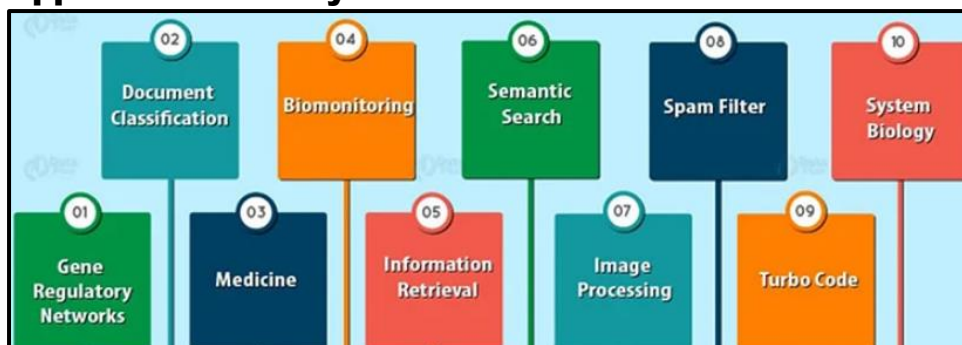 02
Document
Classification
04
Biomonitoring
06
Semantic
Search
08
Spam Filter
10
System
Biology
01
Gene
Regulatory
Networks
03
Medicine
05
Information
Retrieval
07
Image
Processing
09
Turbo Code